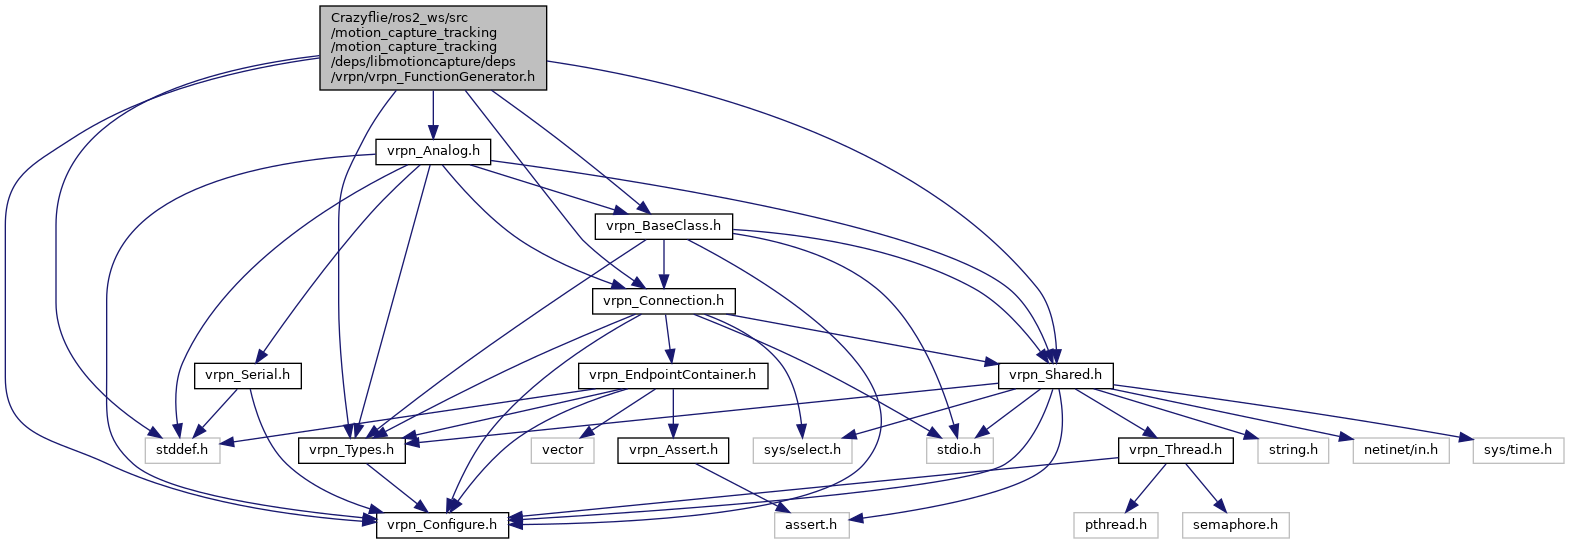 Crazyflie/ros2_ws/src
/motion_capture_tracking
/motion_capture_tracking
/deps/libmotioncapture/deps
/vrpn/vrpn_FunctionGenerator.h
vrpn_Analog.h
vrpn_BaseClass.h
vrpn_Connection.h
vrpn_Serial.h
vrpn_EndpointContainer.h
vrpn_Shared.h
stddef.h
vrpn_Types.h
vector
vrpn_Assert.h
sys/select.h
stdio.h
vrpn_Thread.h
string.h
netinet/in.h
sys/time.h
vrpn_Configure.h
assert.h
pthread.h
semaphore.h